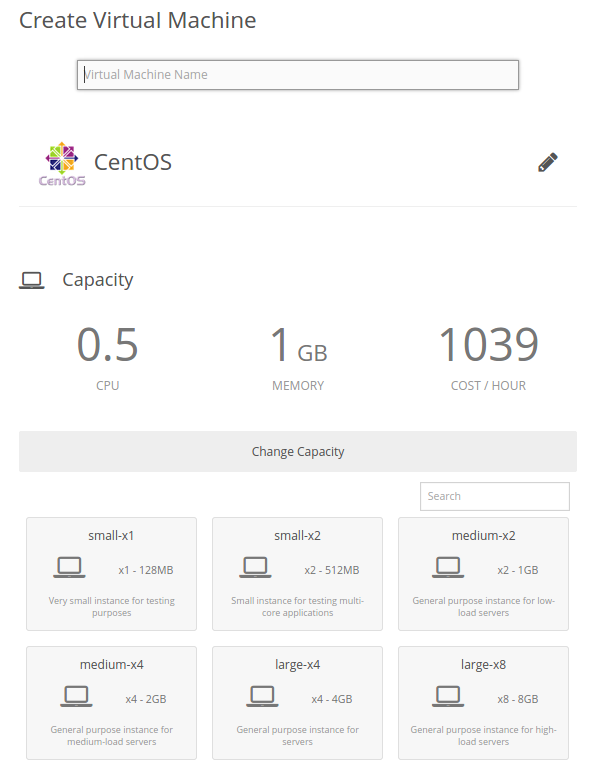 Create Virtual Machine
Virtual Machine Name
CentOS
CentOS
Capacity
0.5
1 GB
1039
CPU
MEMORY
COST / HOUR
Change Capacity
Search
small-x1
x1 - 128MB
Very small instance for testing
purposes
small-x2
x2 - 512MB
Small instance for testing multi-
core applications
medium-x2
x2 - 1GB
General purpose instance for low-
load servers
medium-x4
x4 - 2GB
General purpose instance for
medium-load servers
large-x4
x4 - 4GB
General purpose instance for
servers
large-x8
x8 - 8GB
General purpose instance for high-
load servers